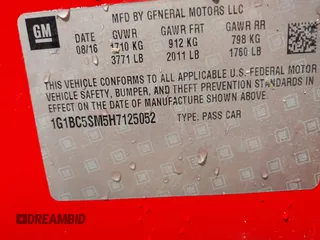 GM
MFD BY GENERAL MOTORS LLC
DATE GVWR GAWR FRT GAWR RR
08/16 1710 KG 912 KG 798 KG
3771 LB 2011 LB 1760 LB
THIS VEHICLE CONFORMS TO ALL APPLICABLE U.S. FEDERAL MOTOR
VEHICLE SAFETY, BUMPER, AND THEFT PREVENTION STANDARDS
IN EFFECT ON THE DATE OF MANUFACTURE SHOWN ABOVE.
1G1BC5SM5H7125052 TYPE: PASS CAR
DREAMBID